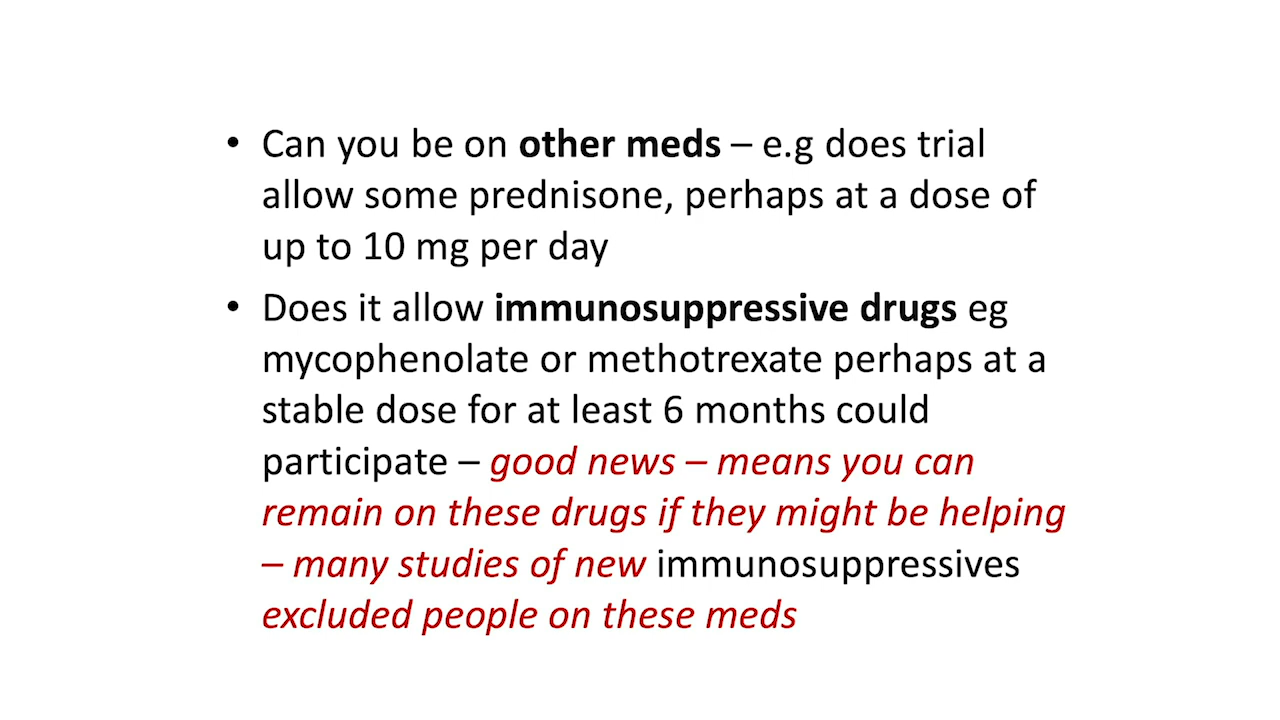 • Can you be on other meds – e.g does trial
allow some prednisone, perhaps at a dose of
up to 10 mg per day
• Does it allow immunosuppressive drugs eg
mycophenolate or methotrexate perhaps at a
stable dose for at least 6 months could
participate – good news – means you can
remain on these drugs if they might be helping
– many studies of new immunosuppressives
excluded people on these meds